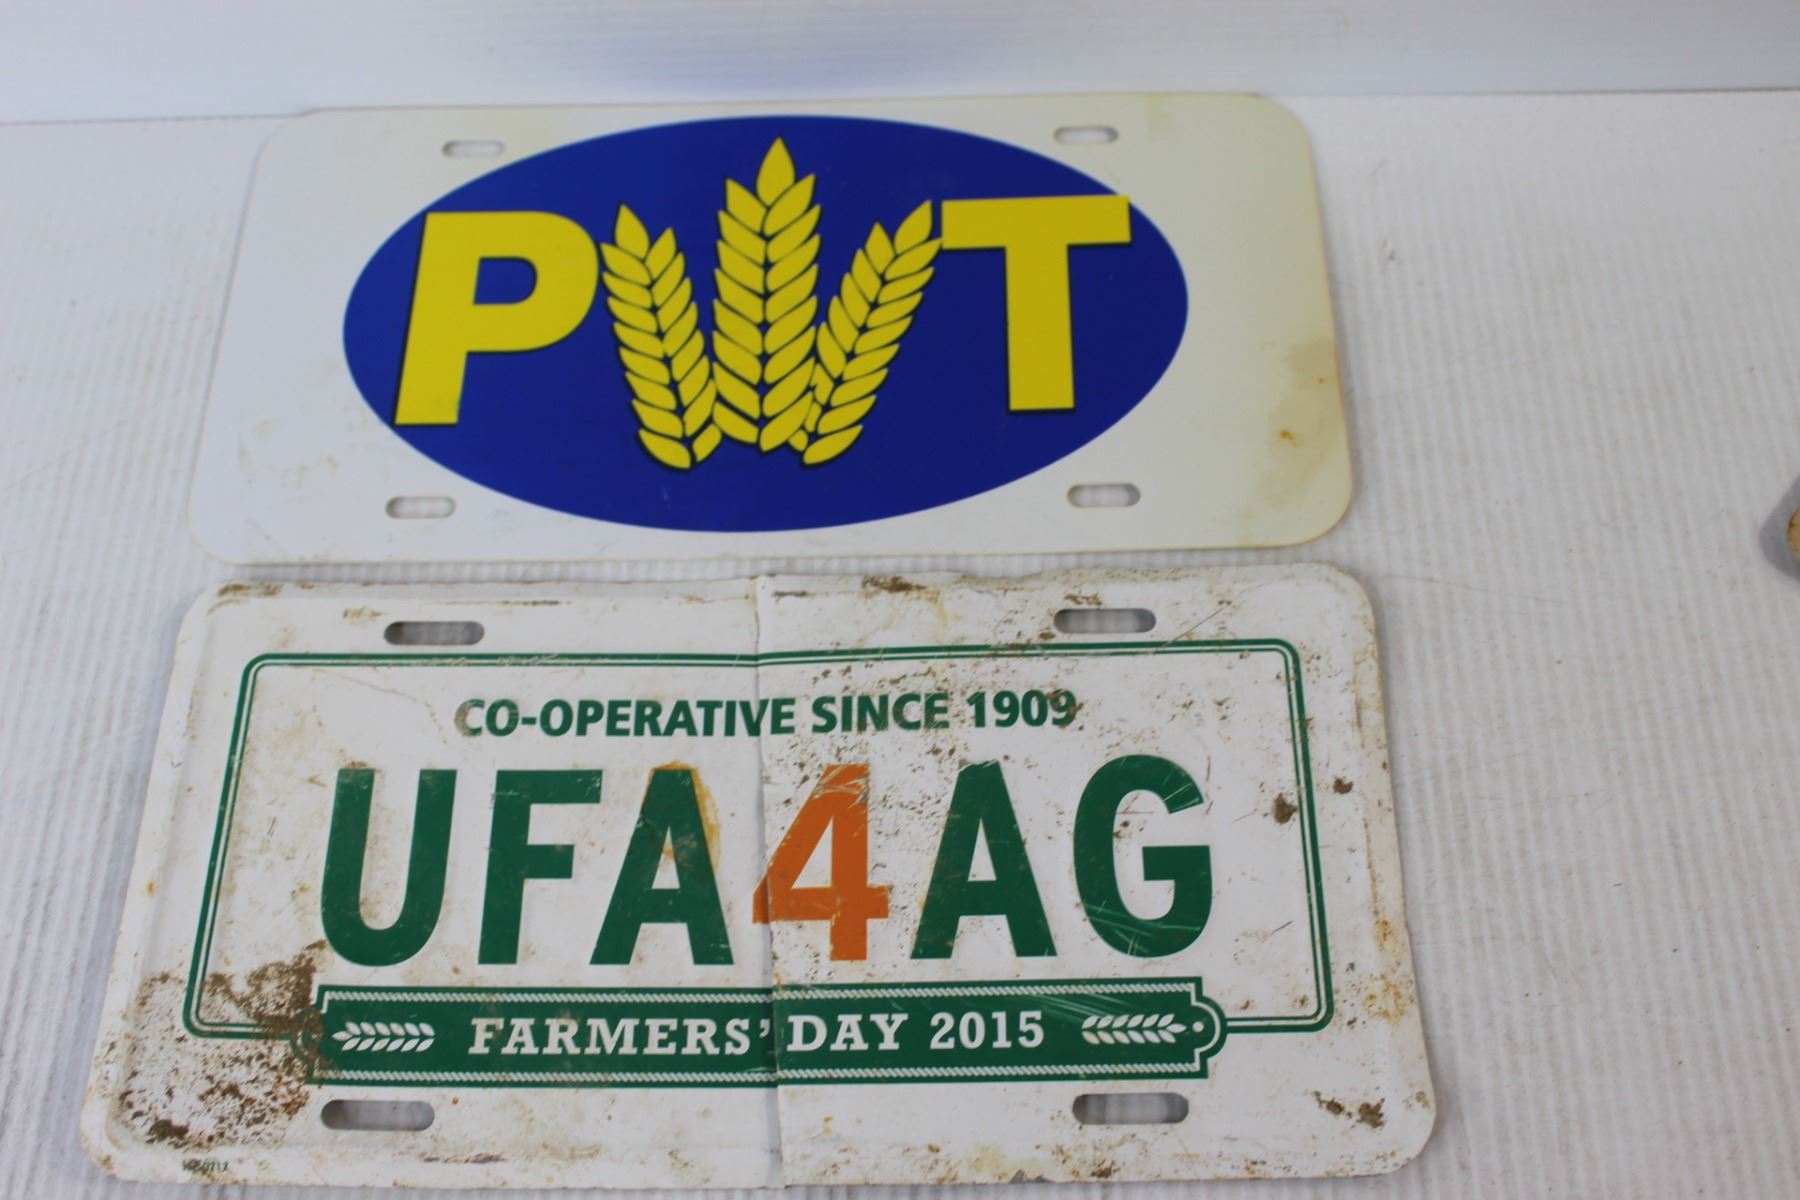 PWT
CO-OPERATIVE SINCE 1909
UFA4AG
FARMERS' DAY 2015